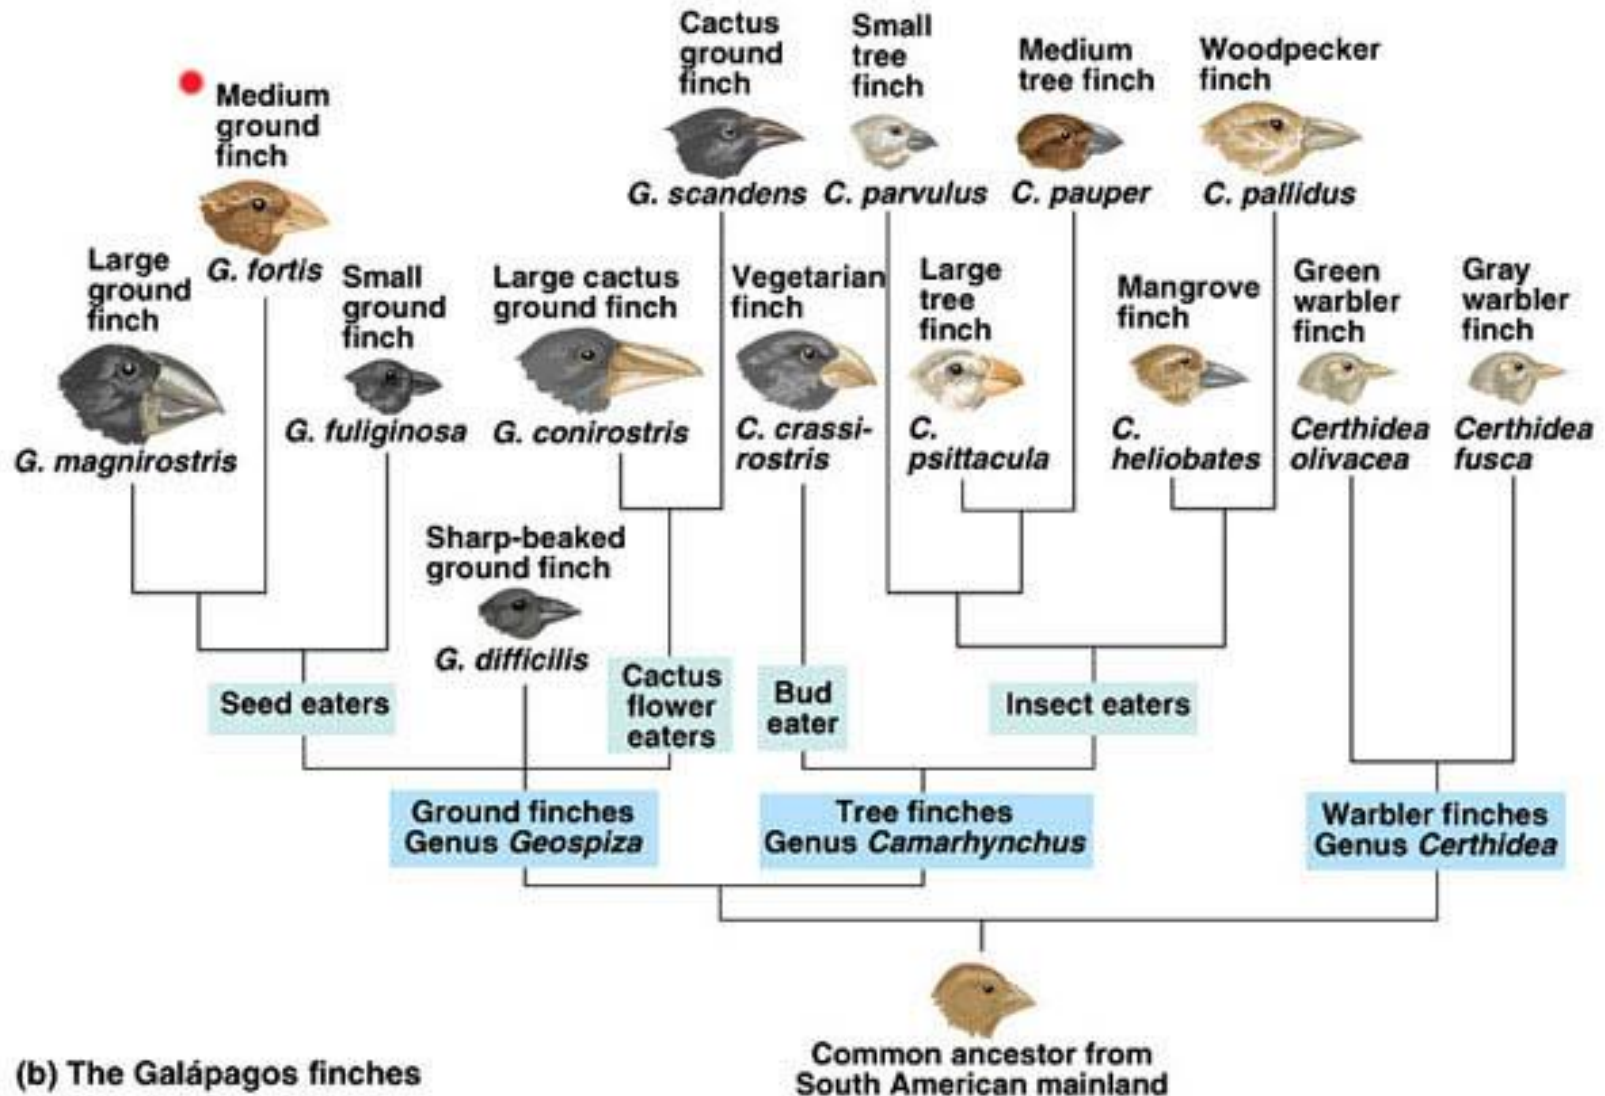 Cactus
ground
finch
G. scandens
Small
tree
finch
C. parvulus
Medium
tree finch
C. pauper
Woodpecker
finch
C. pallidus
Medium
ground
finch
G. fortis
Large
ground
finch
G. magnirostris
Small
ground
finch
G. fuliginosa
Large cactus
ground finch
G. conirostris
Vegetarian
finch
C. crassi-
rostris
Large
tree
finch
C.
psittacula
Mangrove
finch
C.
heliobates
Green
warbler
finch
Certhidea
olivacea
Gray
warbler
finch
Certhidea
fusca
Sharp-beaked
ground finch
G. difficilis
Seed eaters
Cactus
flower
eaters
Bud
eater
Insect eaters
Ground finches
Genus Geospiza
Tree finches
Genus Camarhynchus
Warbler finches
Genus Certhidea
Common ancestor from
South American mainland
(b) The Galápagos finches